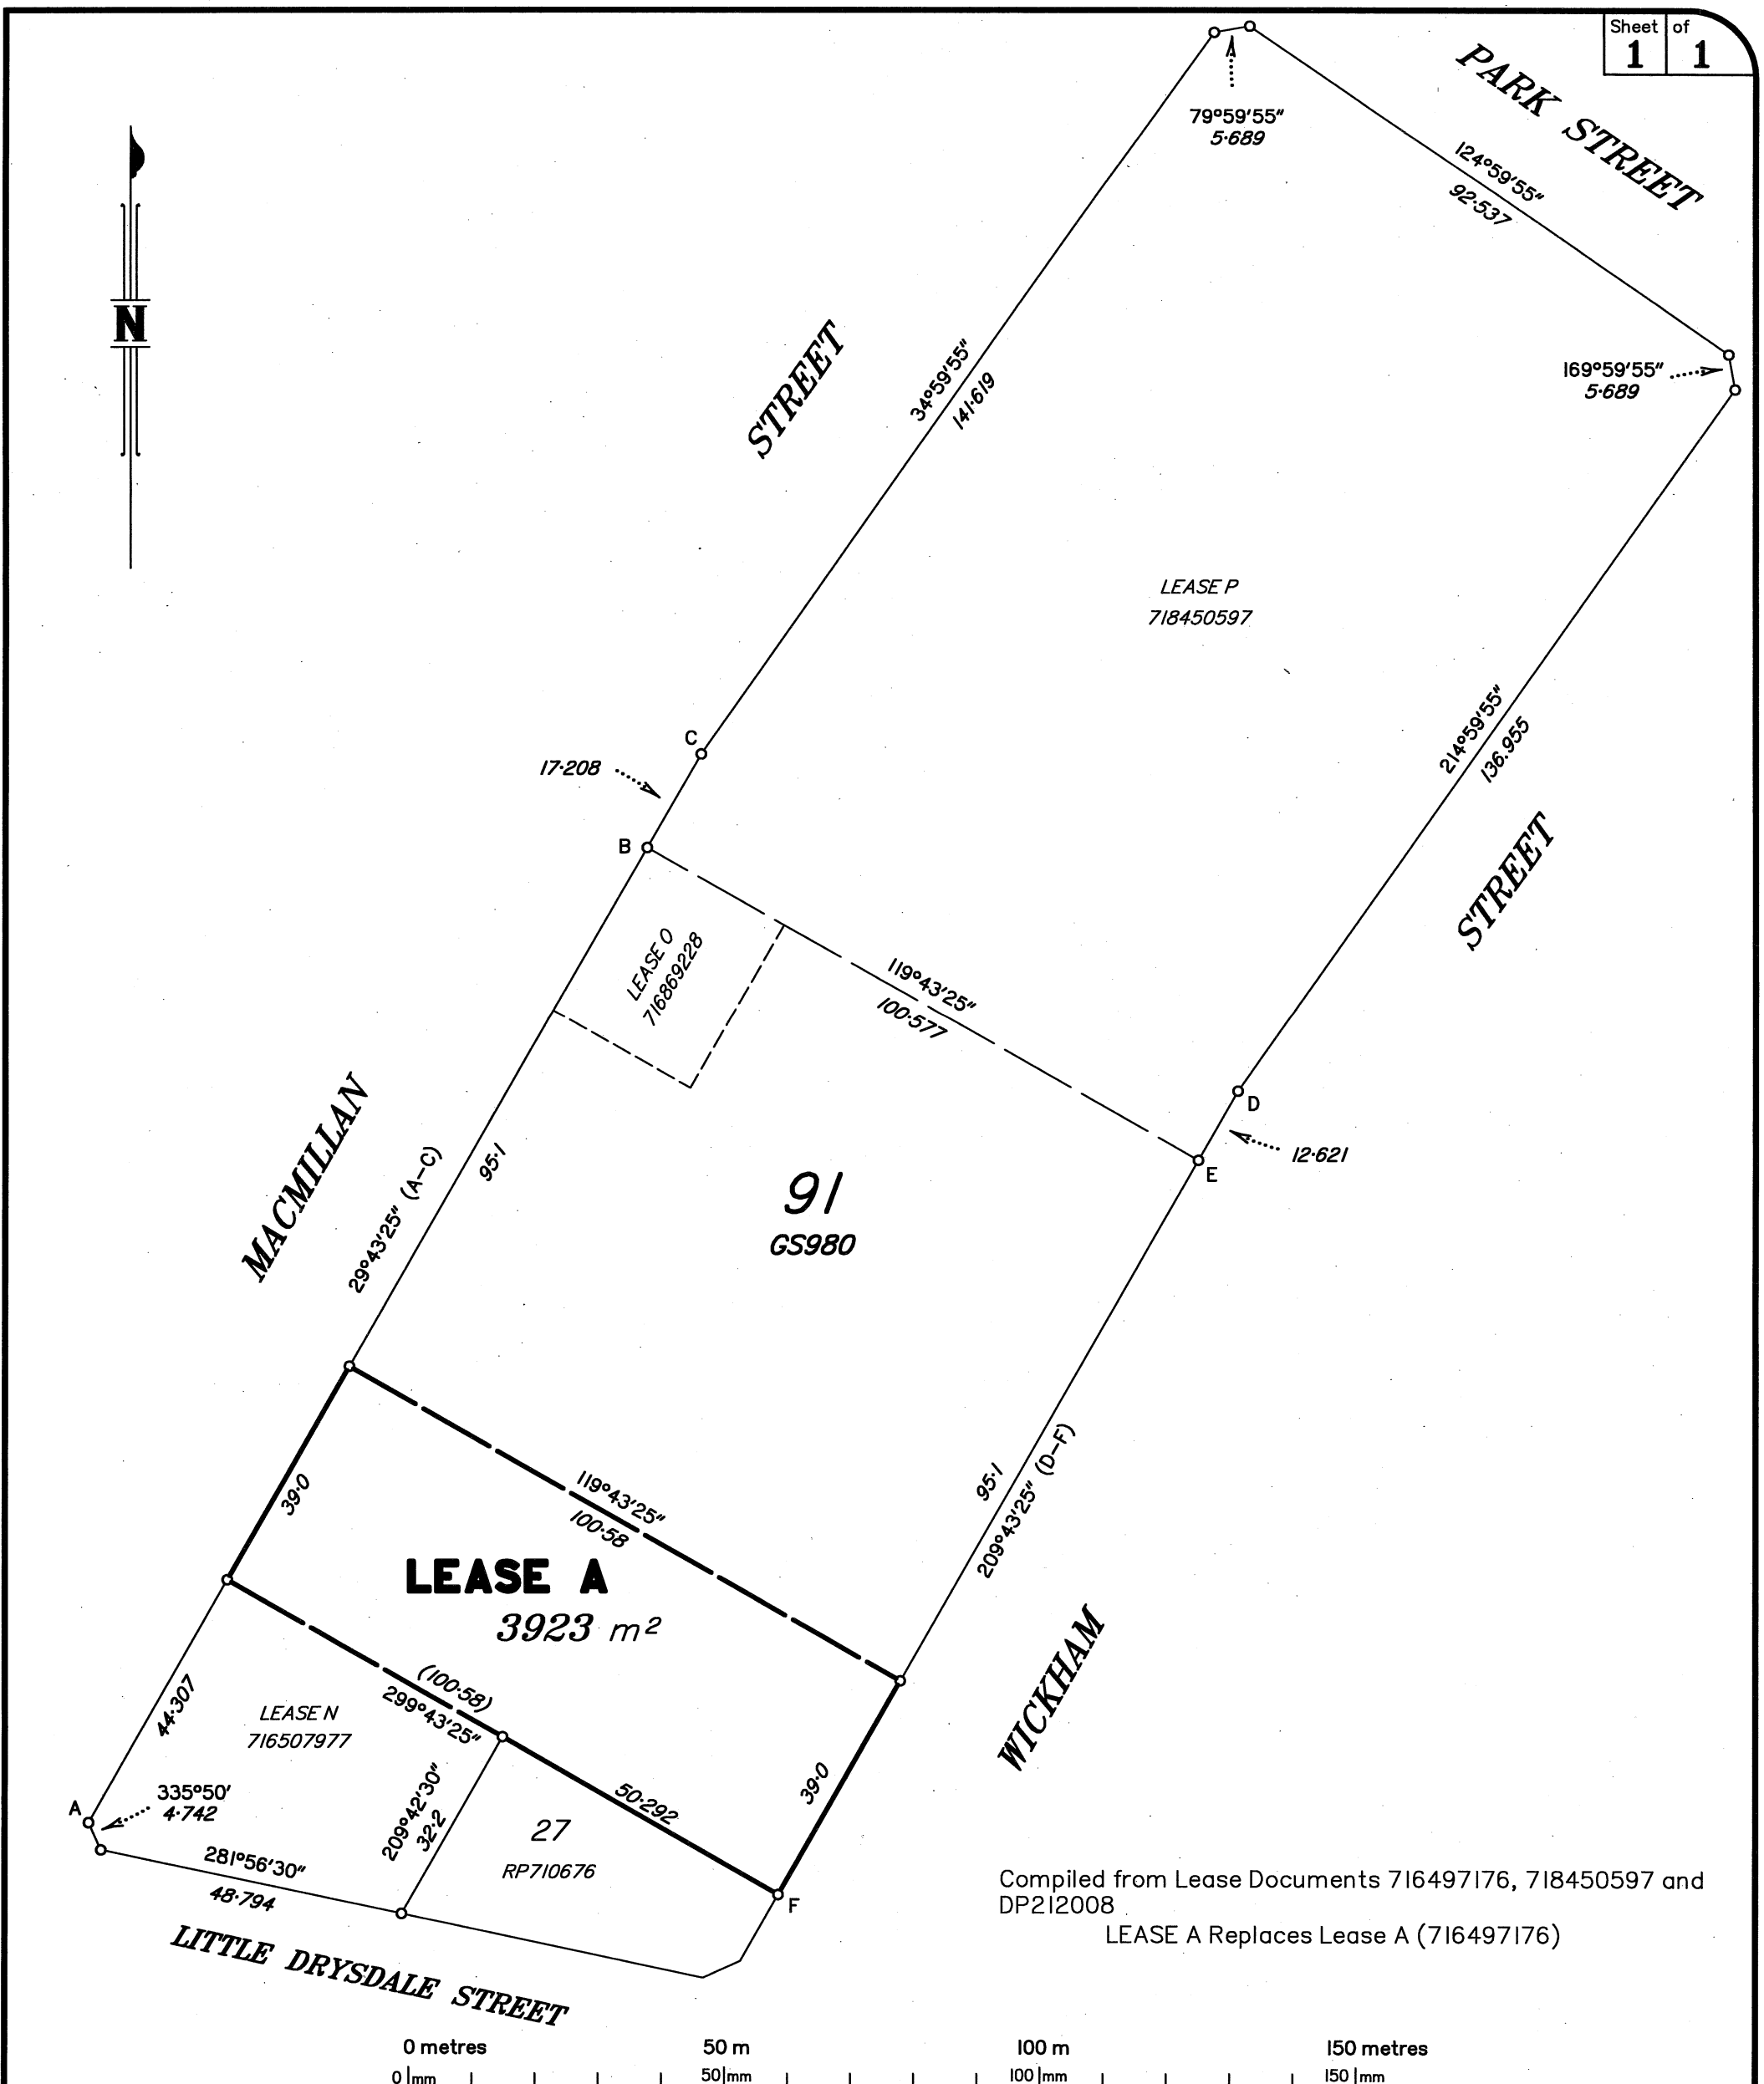 Sheet of
1 1
PARK STREET
79°59'55"
5·689
124°59'55"
92·537
N
169°59'55"
5·689
STREET
34°59'55"
141·619
LEASE P
718450597
214°59'55"
136.955
C
17·208
B
STREET
LEASE O
716869228
119°43'25"
100·577
D
12·621
E
MACMILLAN
29°43'25" (A–C)
95·1
91
GS980
95·1
209°43'25" (D–F)
39·0
119°43'25"
100·58
LEASE A
3923 m²
WICKHAM
(100·58)
299°43'25"
44·307
LEASE N
716507977
39·0
50·292
A
335°50'
4·742
209°42'30"
32·2
27
RP710676
281°56'30"
48·794
F
Compiled from Lease Documents 716497176, 718450597 and
DP212008
LEASE A Replaces Lease A (716497176)
LITTLE DRYSDALE STREET
0 metres 50 m 100 m 150 metres
0 mm 50 mm 100 mm 150 mm